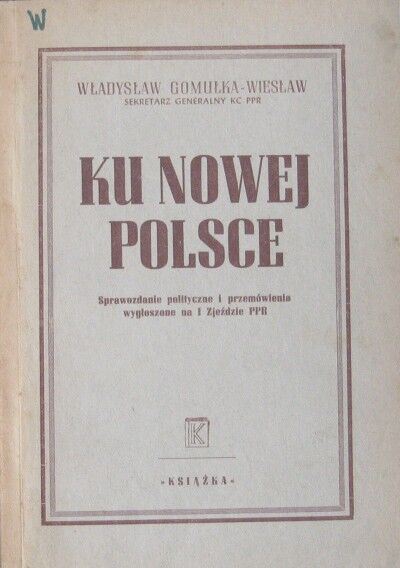 W
WŁADYSŁAW GOMUŁKA-WIESŁAW
SEKRETARZ GENERALNY KC PPR
KU NOWEJ
POLSCE
Sprawozdanie polityczne i przemówienia
wygłoszone na I Zjeździe PPR
K
«KSIĄŻKA«